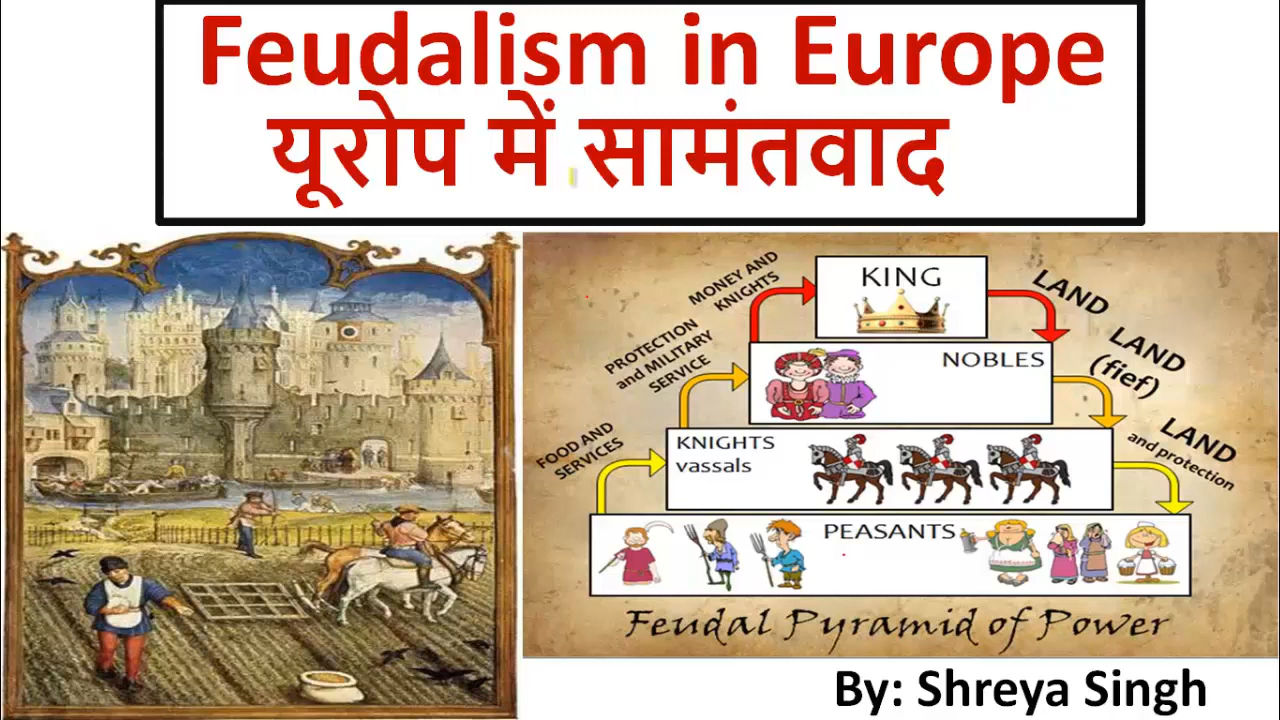 Feudalism in Europe
यूरोप में सामंतवाद
MONEY AND
KNIGHTS
KING
LAND
PROTECTION
and MILITARY
SERVICE
NOBLES
LAND
(fief)
FOOD AND
SERVICES
KNIGHTS
vassals
LAND
and protection
PEASANTS
Feudal Pyramid of Power
By: Shreya Singh